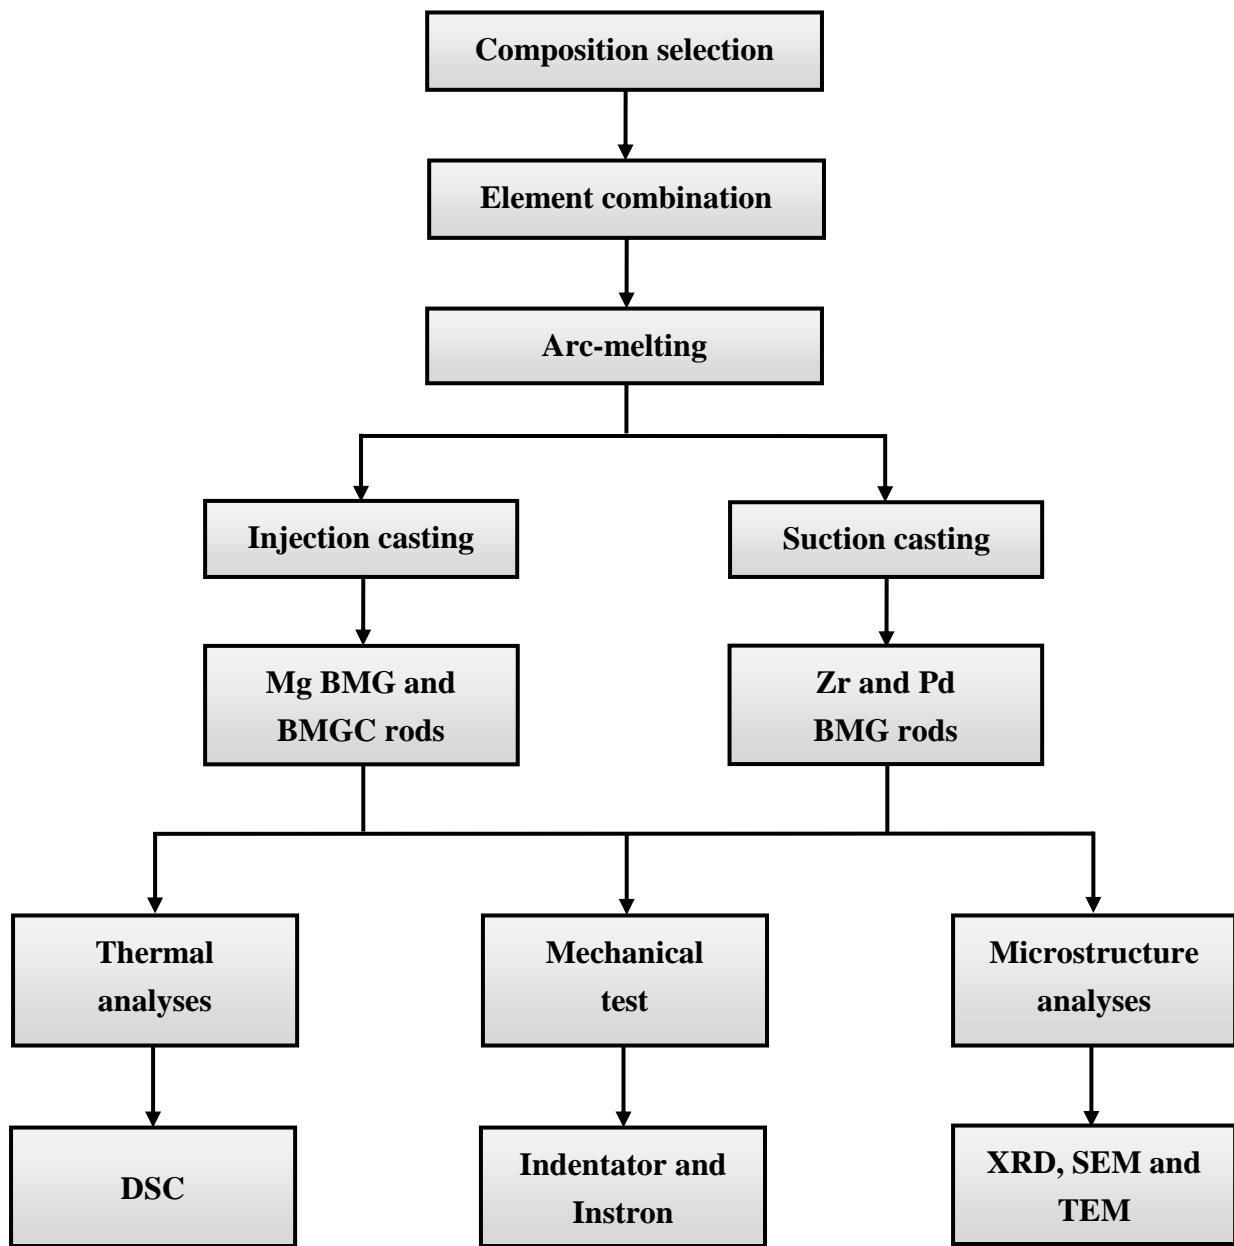 Composition selection
Element combination
Arc-melting
Injection casting
Suction casting
Mg BMG and
BMGC rods
Zr and Pd
BMG rods
Thermal
analyses
Mechanical
test
Microstructure
analyses
DSC
Indentator and
Instron
XRD, SEM and
TEM